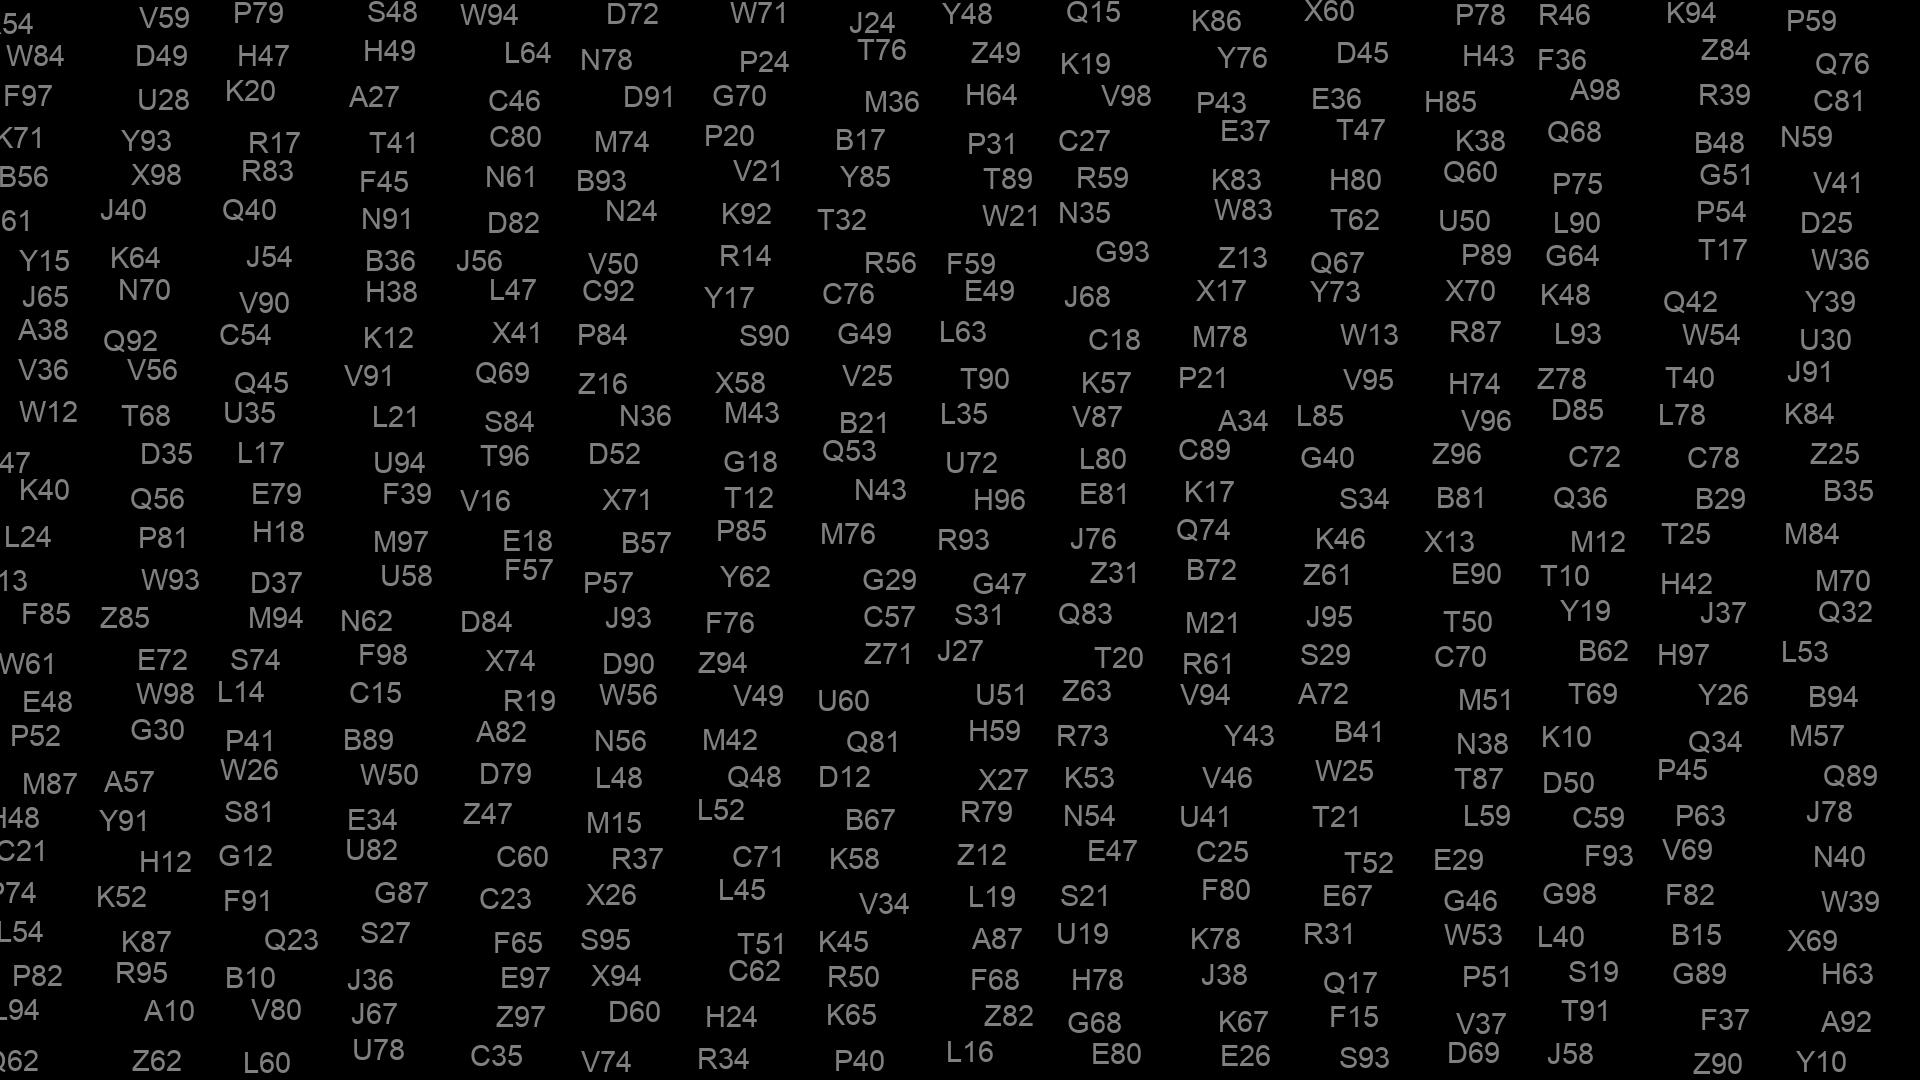 54 V59 P79 S48 W94 D72 W71 J24 Y48 Q15 K86 X60 P78 R46 K94 P59
W84 D49 H47 H49 L64 N78 P24 T76 Z49 K19 Y76 D45 H43 F36 Z84 Q76
F97 U28 K20 A27 C46 D91 G70 M36 H64 V98 P43 E36 H85 A98 R39 C81
K71 Y93 R17 T41 C80 M74 P20 B17 P31 C27 E37 T47 K38 Q68 B48 N59
B56 X98 R83 F45 N61 B93 V21 Y85 T89 R59 K83 H80 Q60 P75 G51 V41
61 J40 Q40 N91 D82 N24 K92 T32 W21 N35 W83 T62 U50 L90 P54 D25
Y15 K64 J54 B36 J56 V50 R14 R56 F59 G93 Z13 Q67 P89 G64 T17 W36
J65 N70 V90 H38 L47 C92 Y17 C76 E49 J68 X17 Y73 X70 K48 Q42 Y39
A38 Q92 C54 K12 X41 P84 S90 G49 L63 C18 M78 W13 R87 L93 W54 U30
V36 V56 Q45 V91 Q69 Z16 X58 V25 T90 K57 P21 V95 H74 Z78 T40 J91
W12 T68 U35 L21 S84 N36 M43 B21 L35 V87 A34 L85 V96 D85 L78 K84
47 D35 L17 U94 T96 D52 G18 Q53 U72 L80 C89 G40 Z96 C72 C78 Z25
K40 Q56 E79 F39 V16 X71 T12 N43 H96 E81 K17 S34 B81 Q36 B29 B35
L24 P81 H18 M97 E18 B57 P85 M76 R93 J76 Q74 K46 X13 M12 T25 M84
13 W93 D37 U58 F57 P57 Y62 G29 G47 Z31 B72 Z61 E90 T10 H42 M70
F85 Z85 M94 N62 D84 J93 F76 C57 S31 Q83 M21 J95 T50 Y19 J37 Q32
W61 E72 S74 F98 X74 D90 Z94 Z71 J27 T20 R61 S29 C70 B62 H97 L53
E48 W98 L14 C15 R19 W56 V49 U60 U51 Z63 V94 A72 M51 T69 Y26 B94
P52 G30 P41 B89 A82 N56 M42 Q81 H59 R73 Y43 B41 N38 K10 Q34 M57
M87 A57 W26 W50 D79 L48 Q48 D12 X27 K53 V46 W25 T87 D50 P45 Q89
H48 Y91 S81 E34 Z47 M15 L52 B67 R79 N54 U41 T21 L59 C59 P63 J78
C21 H12 G12 U82 C60 R37 C71 K58 Z12 E47 C25 T52 E29 F93 V69 N40
P74 K52 F91 G87 C23 X26 L45 V34 L19 S21 F80 E67 G46 G98 F82 W39
L54 K87 Q23 S27 F65 S95 T51 K45 A87 U19 K78 R31 W53 L40 B15 X69
P82 R95 B10 J36 E97 X94 C62 R50 F68 H78 J38 Q17 P51 S19 G89 H63
L94 A10 V80 J67 Z97 D60 H24 K65 Z82 G68 K67 F15 V37 T91 F37 A92
Q62 Z62 L60 U78 C35 V74 R34 P40 L16 E80 E26 S93 D69 J58 Z90 Y10